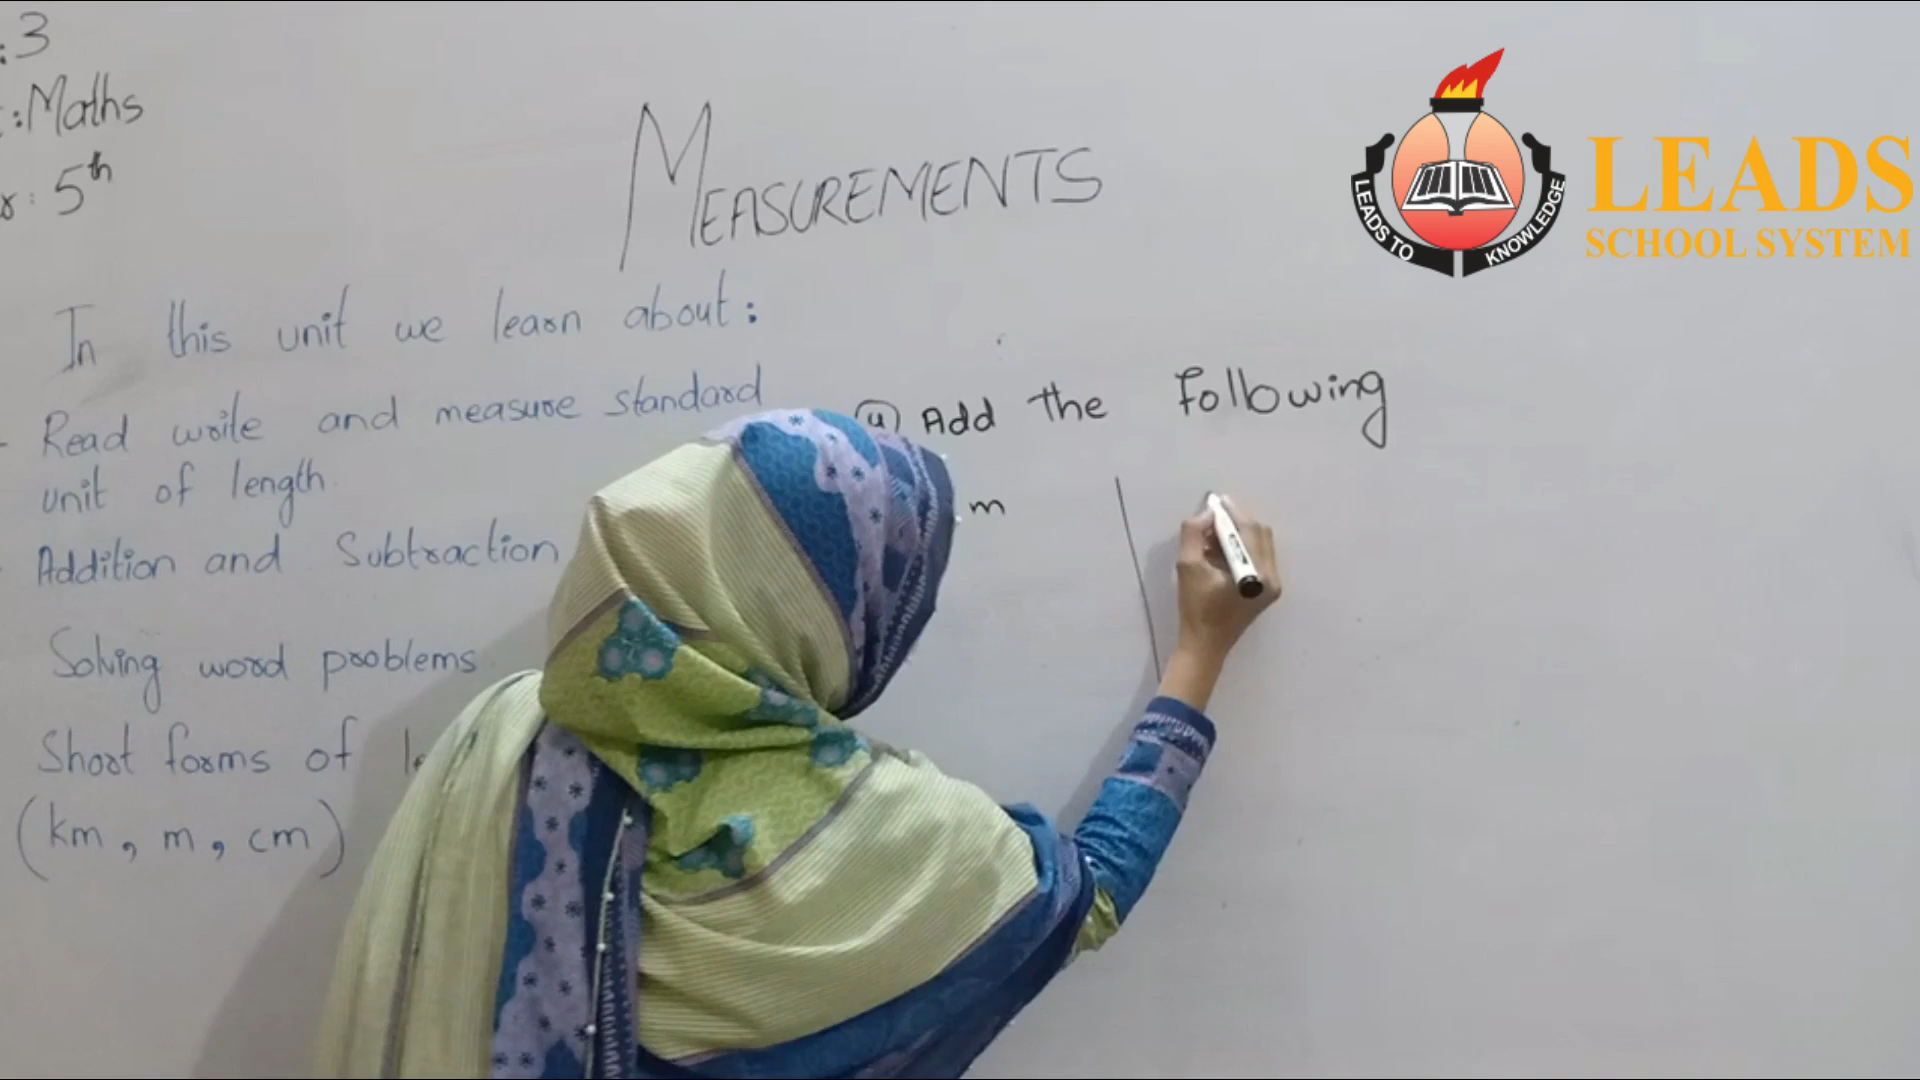 : 3
: Maths
: 5th
MEASUREMENTS
In this unit we learn about:
- Read write and measure standard
unit of length
- Addition and Subtraction
Solving word problems
Short forms of le
(km, m, cm)
Add the Following
m
LEADS TO KNOWLEDGE
LEADS
SCHOOL SYSTEM